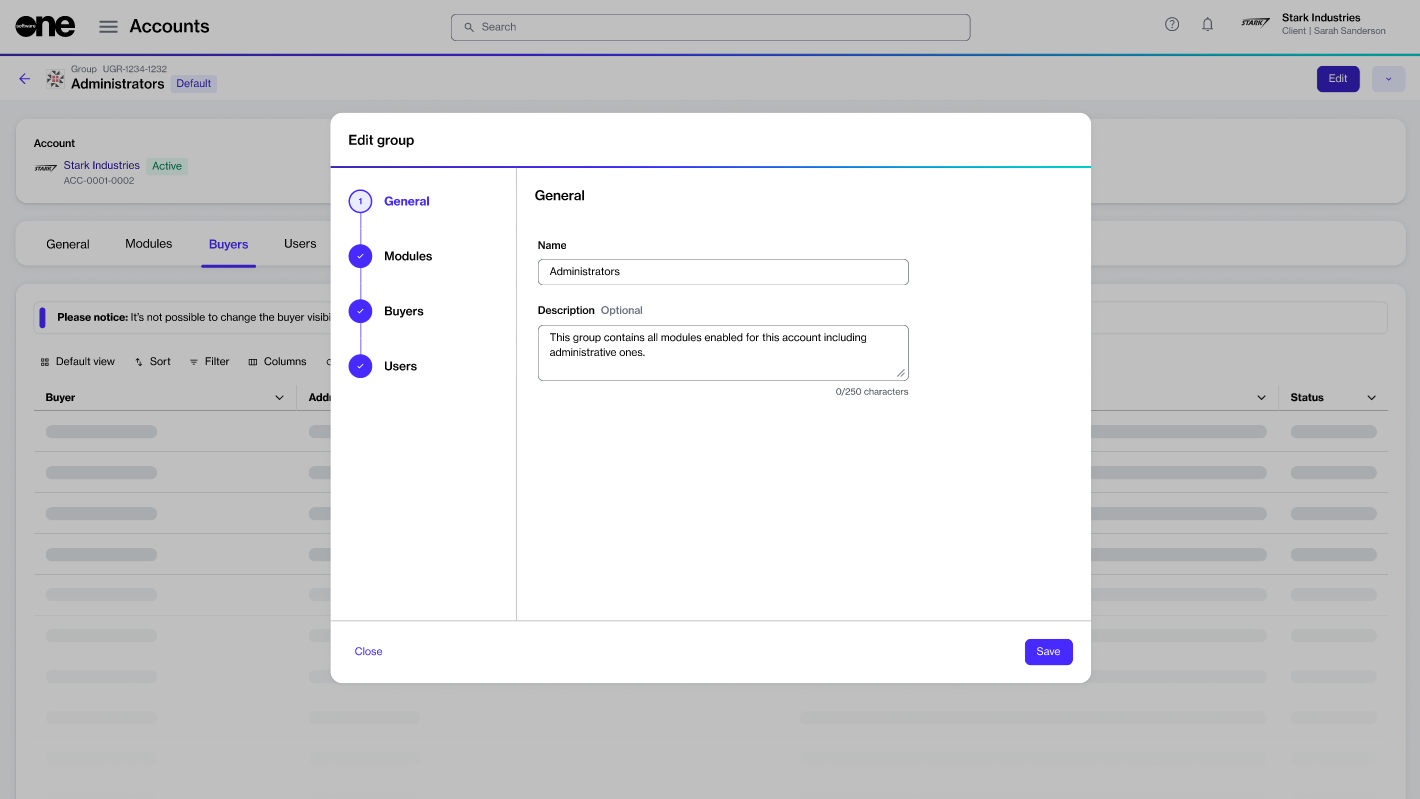 software
one
Accounts
Search
STARK
Stark Industries
Client | Sarah Sanderson
Group UGR-1234-1232
Administrators Default
Edit
Account
STARK
Stark Industries Active
ACC-0001-0002
General Modules Buyers Users
Please notice: It's not possible to change the buyer visibi
Default view Sort Filter Columns
Buyer Addr Status
Edit group
1 General
Modules
Buyers
Users
General
Name
Administrators
Description Optional
This group contains all modules enabled for this account including
administrative ones.
0/250 characters
Close Save